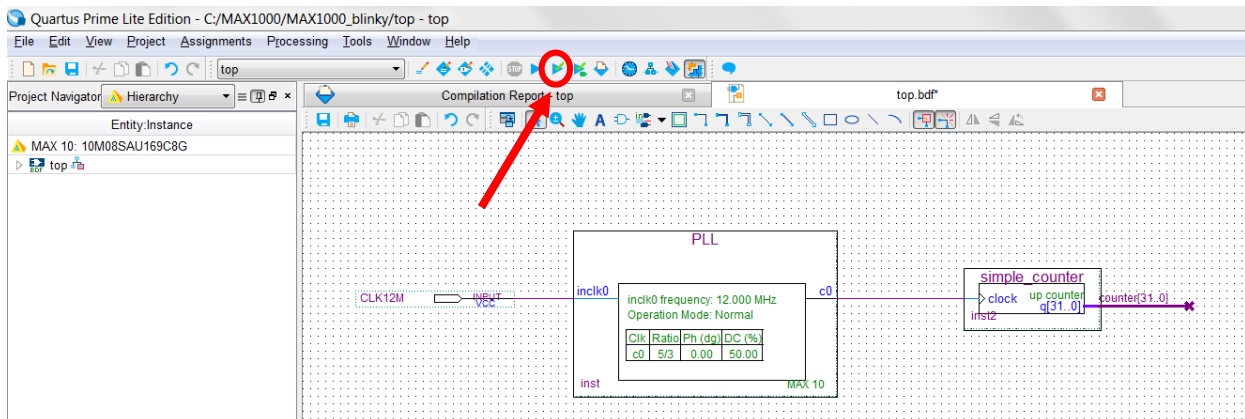 Quartus Prime Lite Edition - C:/MAX1000/MAX1000_blinky/top - top
File Edit View Project Assignments Processing Tools Window Help
top
Project Navigator Hierarchy
Compilation Report - top
top.bdf*
Entity:Instance
MAX 10: 10M08SAU169C8G
top
PLL
CLK12M
INPUT
VCC
inclk0
c0
inclk0 frequency: 12.000 MHz
Operation Mode: Normal
Clk Ratio Ph (dg) DC (%)
c0 5/3 0.00 50.00
inst
MAX 10
simple_counter
clock
up counter
q[31..0]
counter[31..0]
inst2